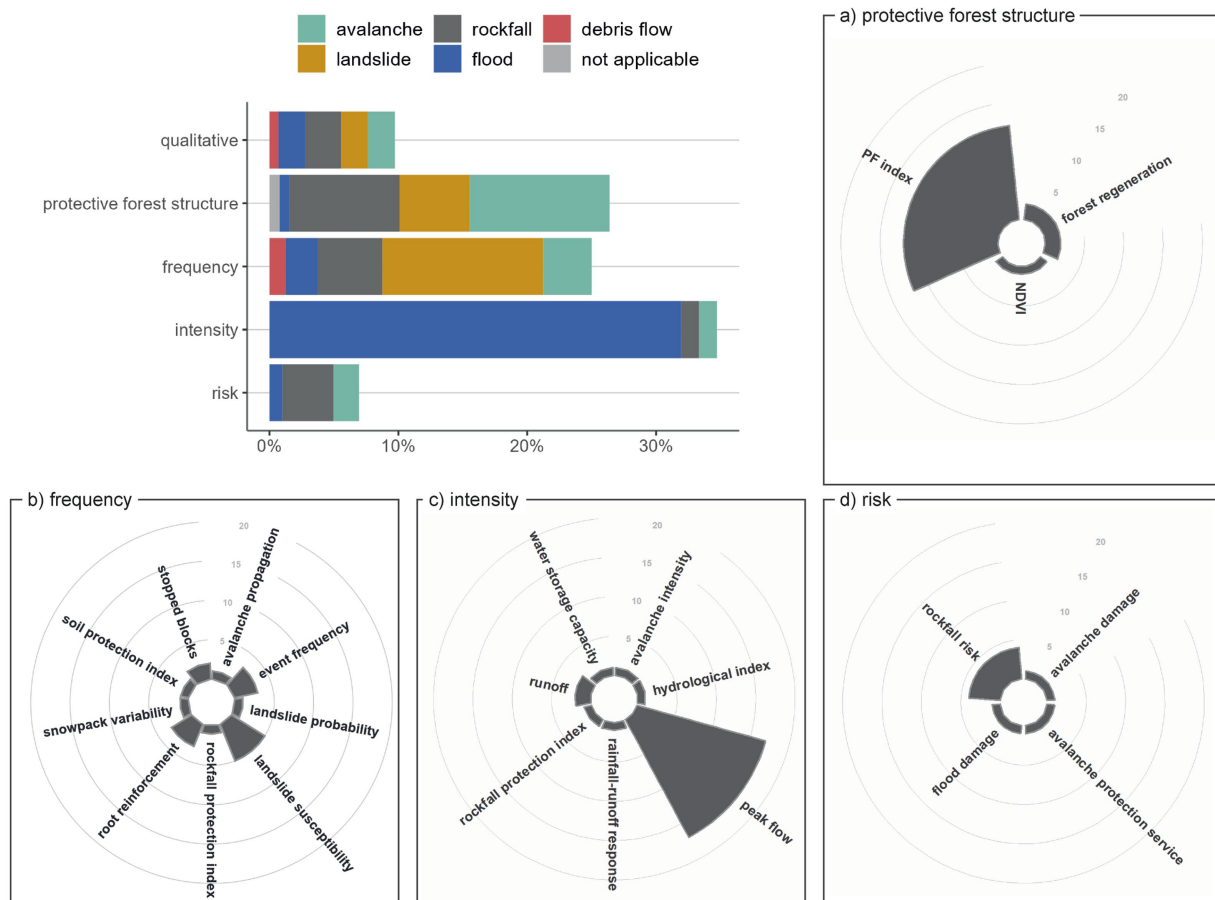 avalanche rockfall debris flow
landslide flood not applicable
qualitative
protective forest structure
frequency
intensity
risk
0% 10% 20% 30%
a) protective forest structure
20
15
10
5
PF index
forest regeneration
NDVI
b) frequency
20
15
10
5
stopped blocks
avalanche propagation
soil protection index
event frequency
snowpack variability
landslide probability
root reinforcement
rockfall protection index
landslide susceptibility
c) intensity
20
15
10
5
water storage capacity
avalanche intensity
runoff
hydrological index
rockfall protection index
rainfall-runoff response
peak flow
d) risk
20
15
10
5
rockfall risk
avalanche damage
flood damage
avalanche protection service